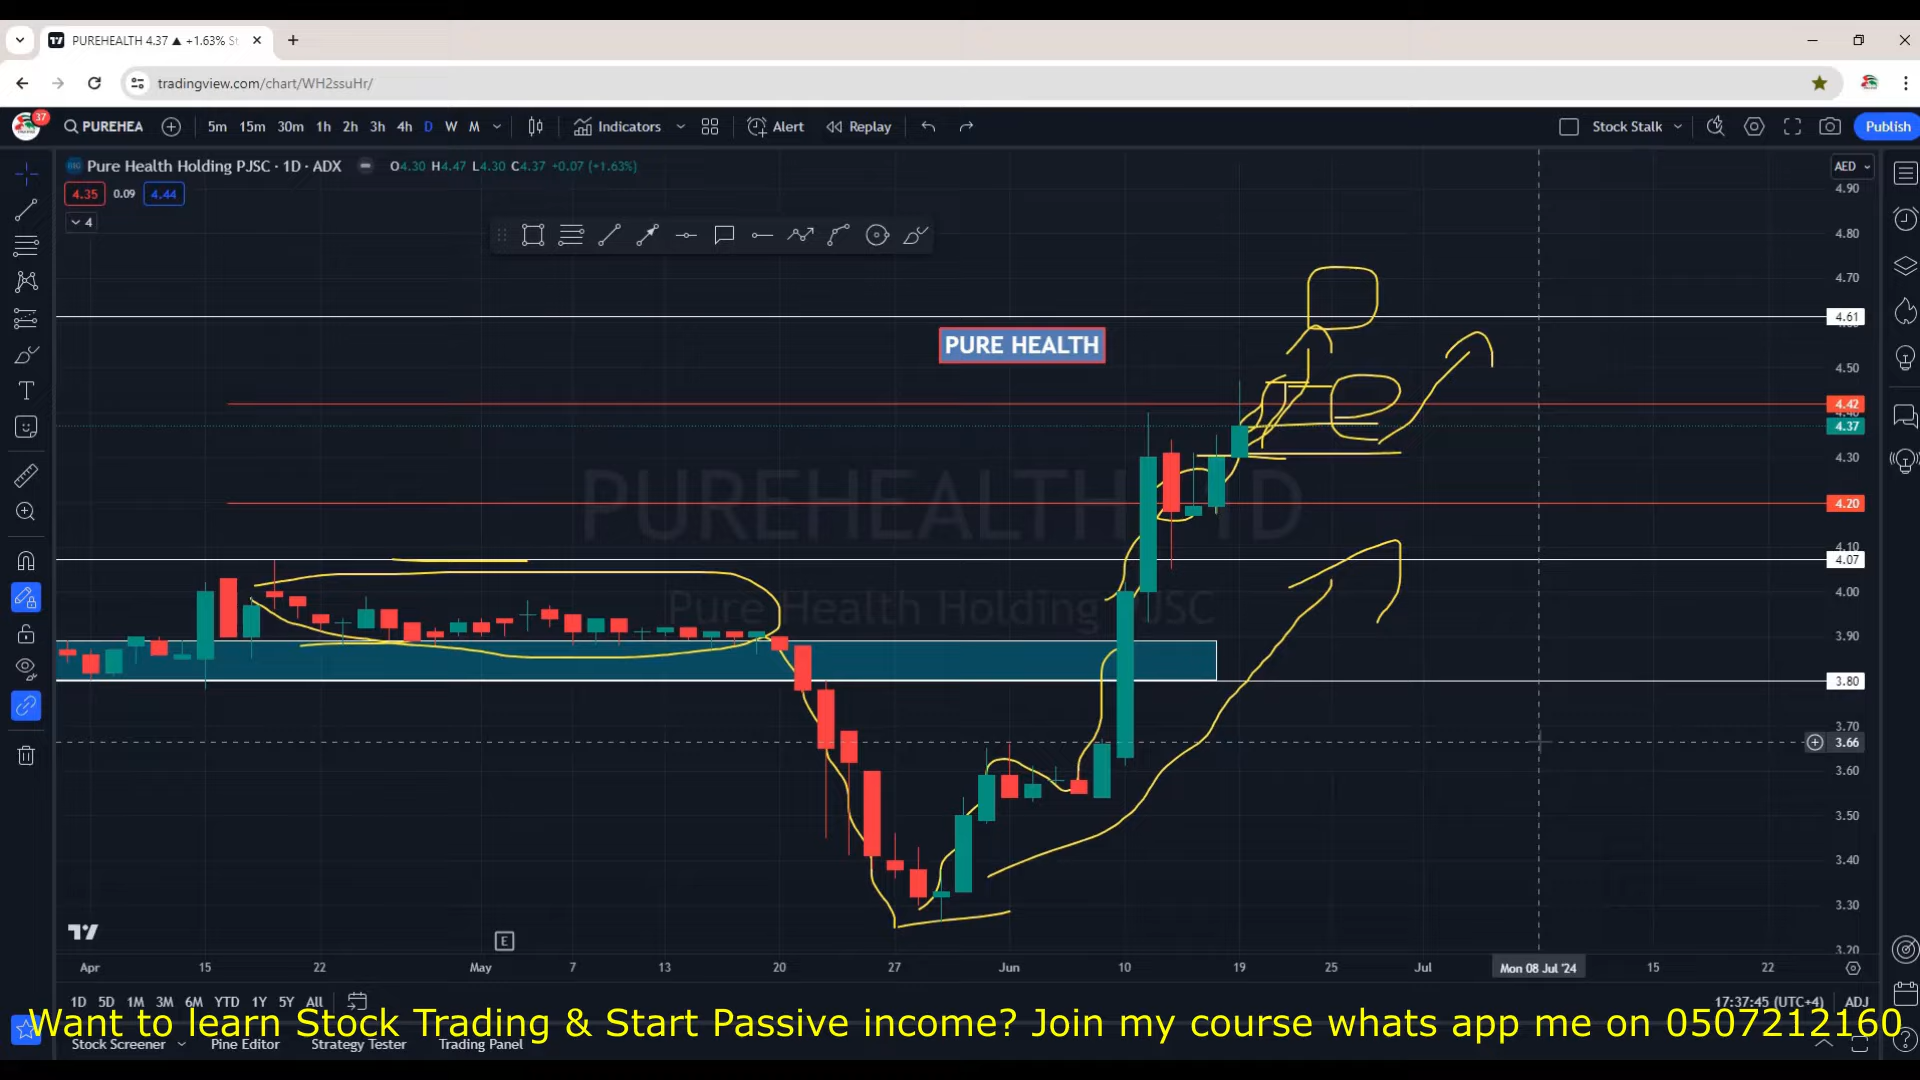 PUREHEALTH 4.37 ▲ +1.63% St
tradingview.com/chart/WH2ssuHr/
37
PUREHEA
5m 15m 30m 1h 2h 3h 4h D W M
Indicators
Alert
Replay
Stock Stalk
Publish
Pure Health Holding PJSC · 1D · ADX
O4.30 H4.47 L4.30 C4.37 +0.07 (+1.63%)
AED
4.35 0.09 4.44
4
4.90
4.80
4.70
4.61
4.50
4.42
4.37
4.30
4.20
4.10
4.07
4.00
3.90
3.80
3.70
3.66
3.60
3.50
3.40
3.30
3.20
PURE HEALTH
PUREHEALTH, 1D
Pure Health Holding PJSC
E
Apr 15 22 May 7 13 20 27 Jun 10 19 25 Jul Mon 08 Jul '24 15 22
1D 5D 1M 3M 6M YTD 1Y 5Y All
17:37:45 (UTC+4) ADJ
Want to learn Stock Trading & Start Passive income? Join my course whats app me on 0507212160
Stock Screener Pine Editor Strategy Tester Trading Panel